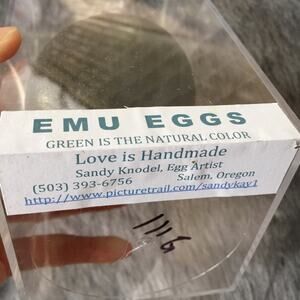 EMU EGGS
GREEN IS THE NATURAL COLOR
Love is Handmade
Sandy Knodel, Egg Artist
(503) 393-6756 Salem, Oregon
http://www.picturetrail.com/sandykay1